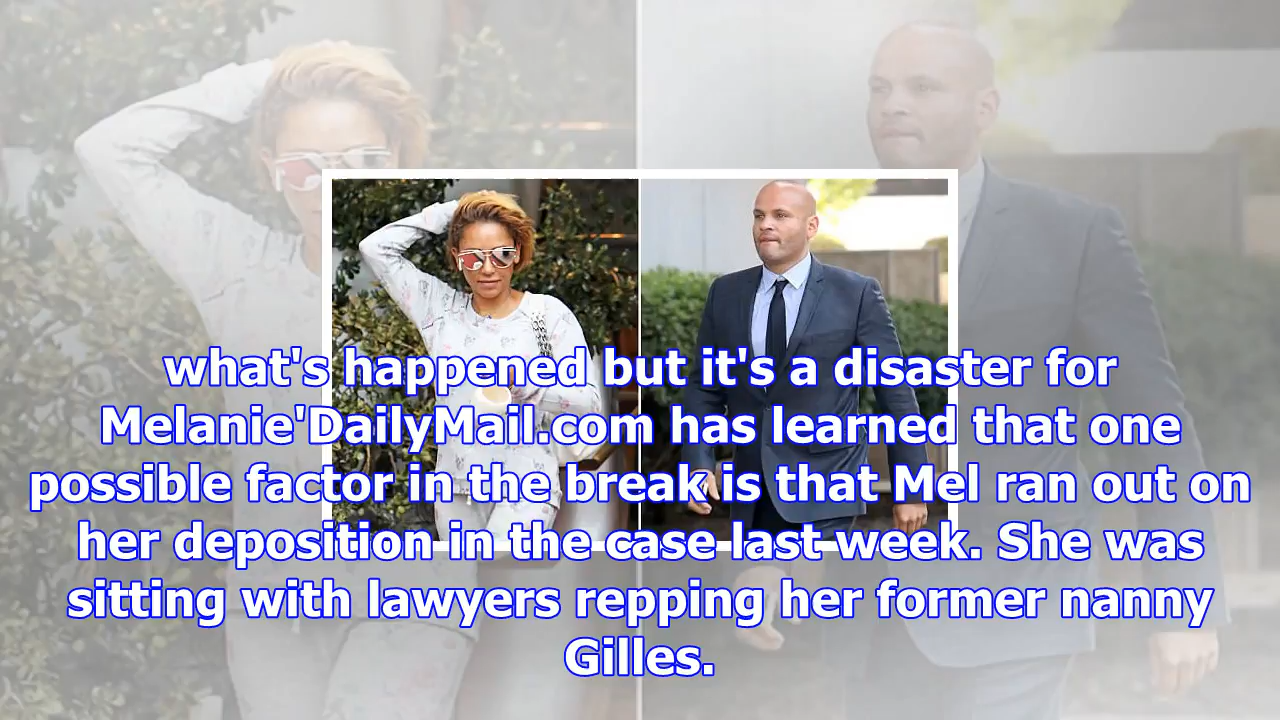 what's happened but it's a disaster for
Melanie'DailyMail.com has learned that one
possible factor in the break is that Mel ran out on
her deposition in the case last week. She was
sitting with lawyers repping her former nanny
Gilles.